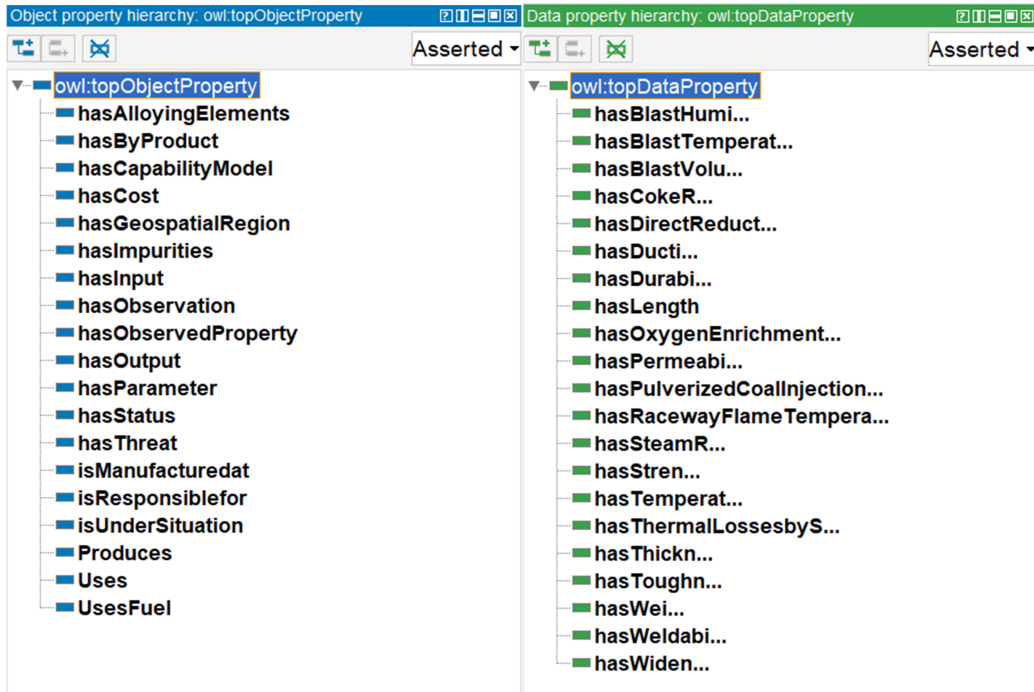 Object property hierarchy: owl:topObjectProperty
Asserted
owl:topObjectProperty
hasAlloyingElements
hasByProduct
hasCapabilityModel
hasCost
hasGeospatialRegion
hasImpurities
hasInput
hasObservation
hasObservedProperty
hasOutput
hasParameter
hasStatus
hasThreat
isManufacturedat
isResponsiblefor
isUnderSituation
Produces
Uses
UsesFuel
Data property hierarchy: owl:topDataProperty
Asserted
owl:topDataProperty
hasBlastHumi...
hasBlastTemperat...
hasBlastVolu...
hasCokeR...
hasDirectReduct...
hasDucti...
hasDurabi...
hasLength
hasOxygenEnrichment...
hasPermeabi...
hasPulverizedCoalInjection...
hasRacewayFlameTempera...
hasSteamR...
hasStren...
hasTemperat...
hasThermalLossesbyS...
hasThickn...
hasToughn...
hasWei...
hasWeldabi...
hasWiden...